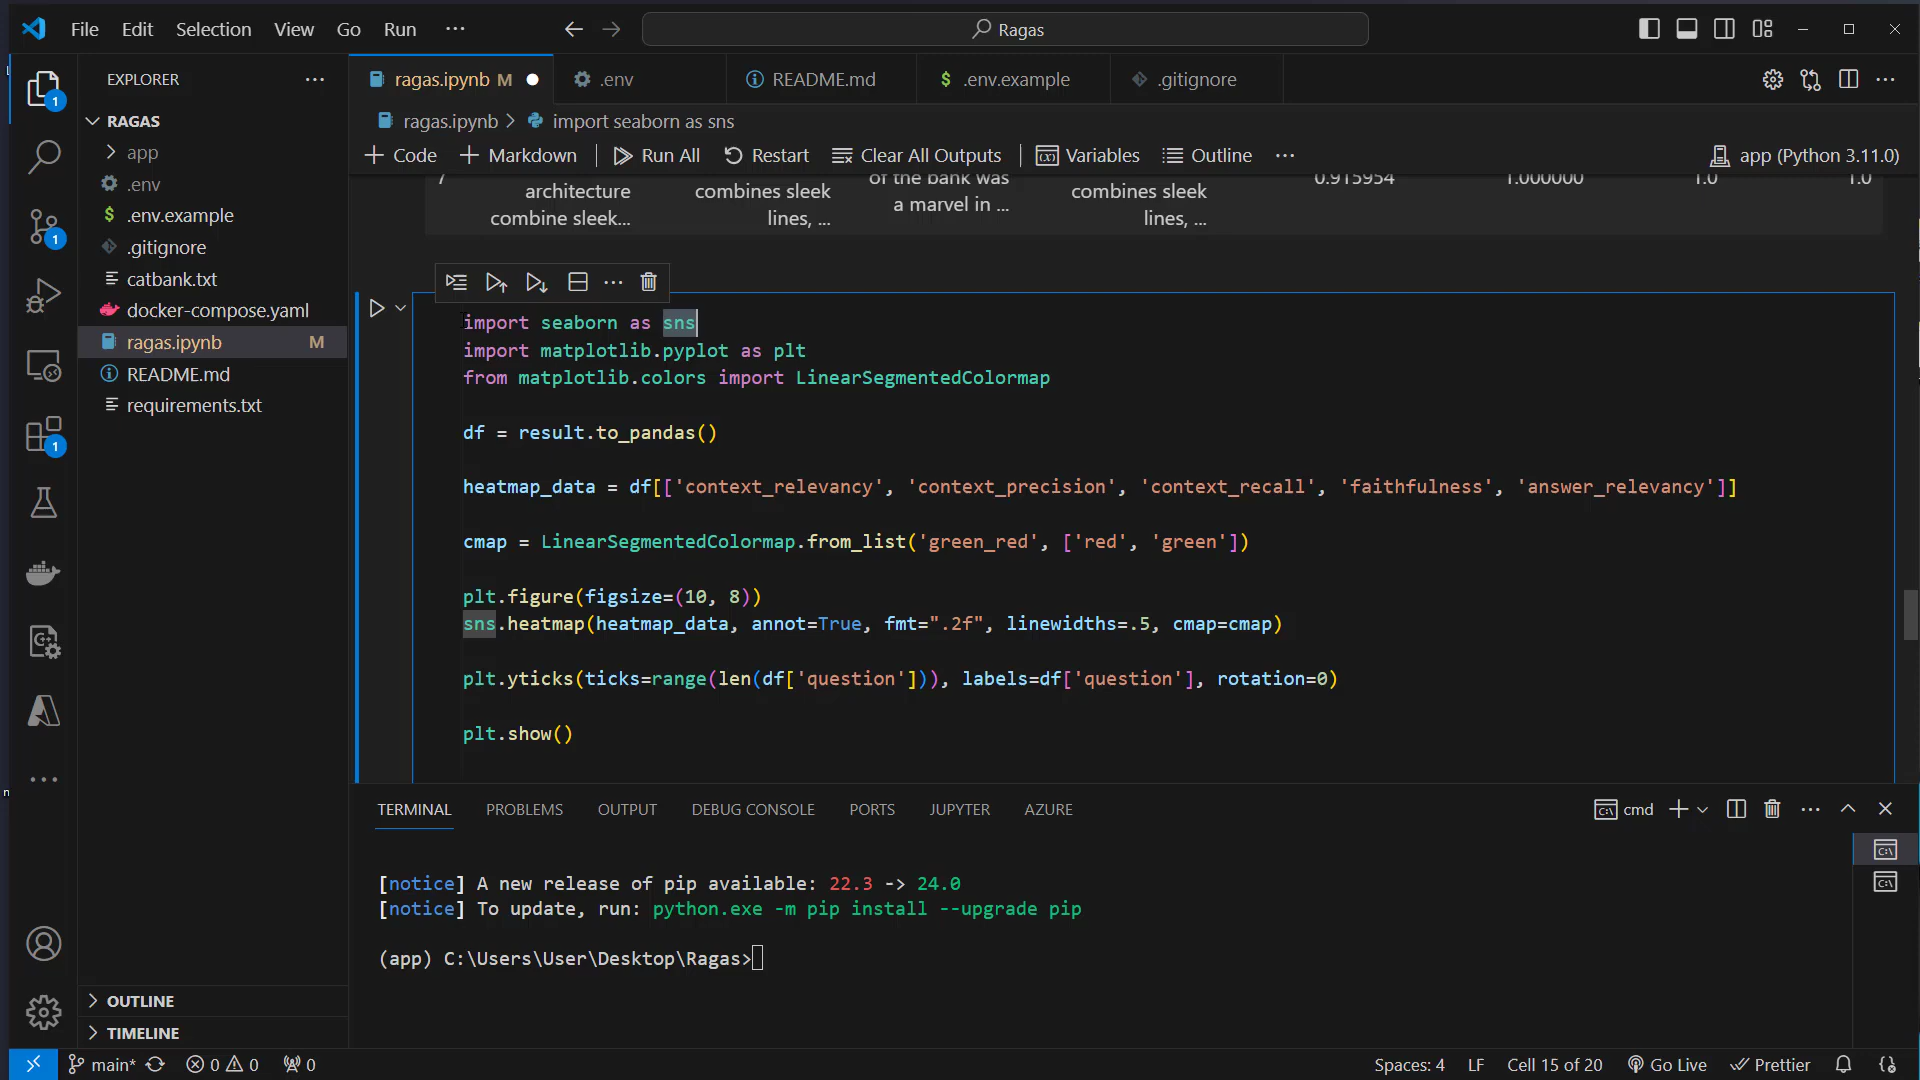 File Edit Selection View Go Run ···
Ragas
EXPLORER
ragas.ipynb M
.env
README.md
$ .env.example
.gitignore
RAGAS
app
.env
$ .env.example
.gitignore
catbank.txt
docker-compose.yaml
ragas.ipynb M
README.md
requirements.txt
OUTLINE
TIMELINE
ragas.ipynb > import seaborn as sns
+ Code + Markdown Run All Restart Clear All Outputs Variables Outline ··· app (Python 3.11.0)
7 architecture combines sleek of the bank was combines sleek 0.915954 1.000000 1.0 1.0
combine sleek... lines, ... a marvel in ... lines, ...
import seaborn as sns
import matplotlib.pyplot as plt
from matplotlib.colors import LinearSegmentedColormap
df = result.to_pandas()
heatmap_data = df[['context_relevancy', 'context_precision', 'context_recall', 'faithfulness', 'answer_relevancy']]
cmap = LinearSegmentedColormap.from_list('green_red', ['red', 'green'])
plt.figure(figsize=(10, 8))
sns.heatmap(heatmap_data, annot=True, fmt=".2f", linewidths=.5, cmap=cmap)
plt.yticks(ticks=range(len(df['question'])), labels=df['question'], rotation=0)
plt.show()
TERMINAL PROBLEMS OUTPUT DEBUG CONSOLE PORTS JUPYTER AZURE
cmd
[notice] A new release of pip available: 22.3 -> 24.0
[notice] To update, run: python.exe -m pip install --upgrade pip
(app) C:\Users\User\Desktop\Ragas>
main* 0 0 0
Spaces: 4 LF Cell 15 of 20 Go Live Prettier